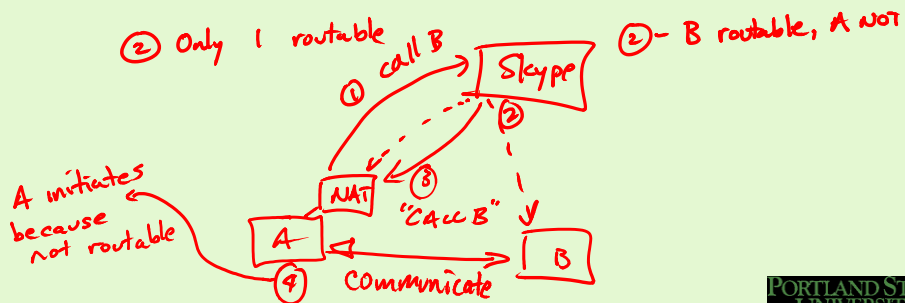 ② Only 1 routable
② - B routable, A NOT
① call B
Skype
②
③
"CALL B"
NAT
A initiates
because
not routable
A
④
Communicate
B
PORTLAND ST
UNIVERSITY